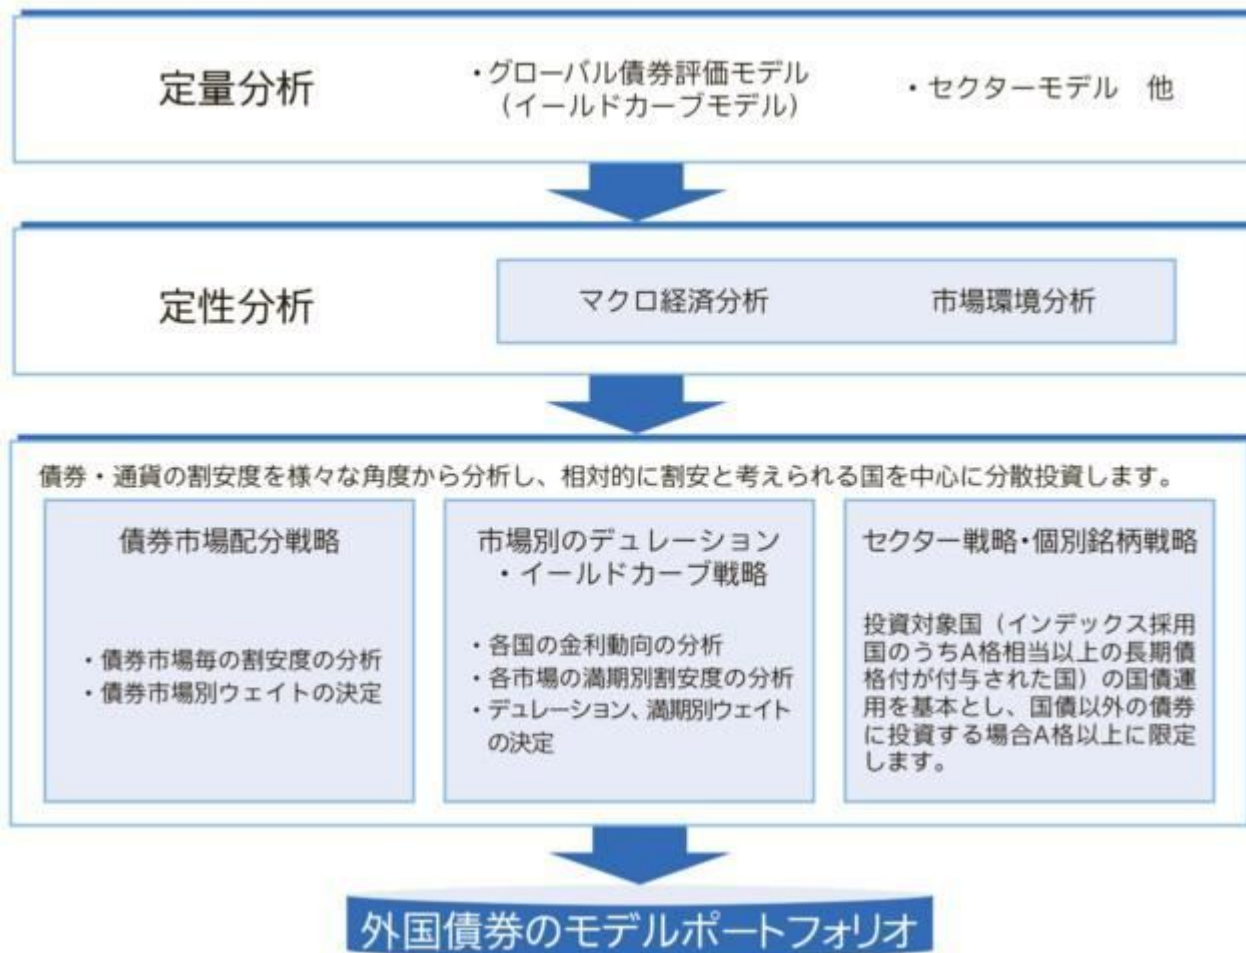 定量分析
・グローバル債券評価モデル
（イールドカーブモデル）
・セクターモデル　他
定性分析
マクロ経済分析
市場環境分析
債券・通貨の割安度を様々な角度から分析し、相対的に割安と考えられる国を中心に分散投資します。
債券市場配分戦略
・債券市場毎の割安度の分析
・債券市場別ウェイトの決定
市場別のデュレーション
・イールドカーブ戦略
・各国の金利動向の分析
・各市場の満期別割安度の分析
・デュレーション、満期別ウェイト
の決定
セクター戦略・個別銘柄戦略
投資対象国（インデックス採用
国のうちA格相当以上の長期債
格付が付与された国）の国債運
用を基本とし、国債以外の債券
に投資する場合A格以上に限定
します。
外国債券のモデルポートフォリオ